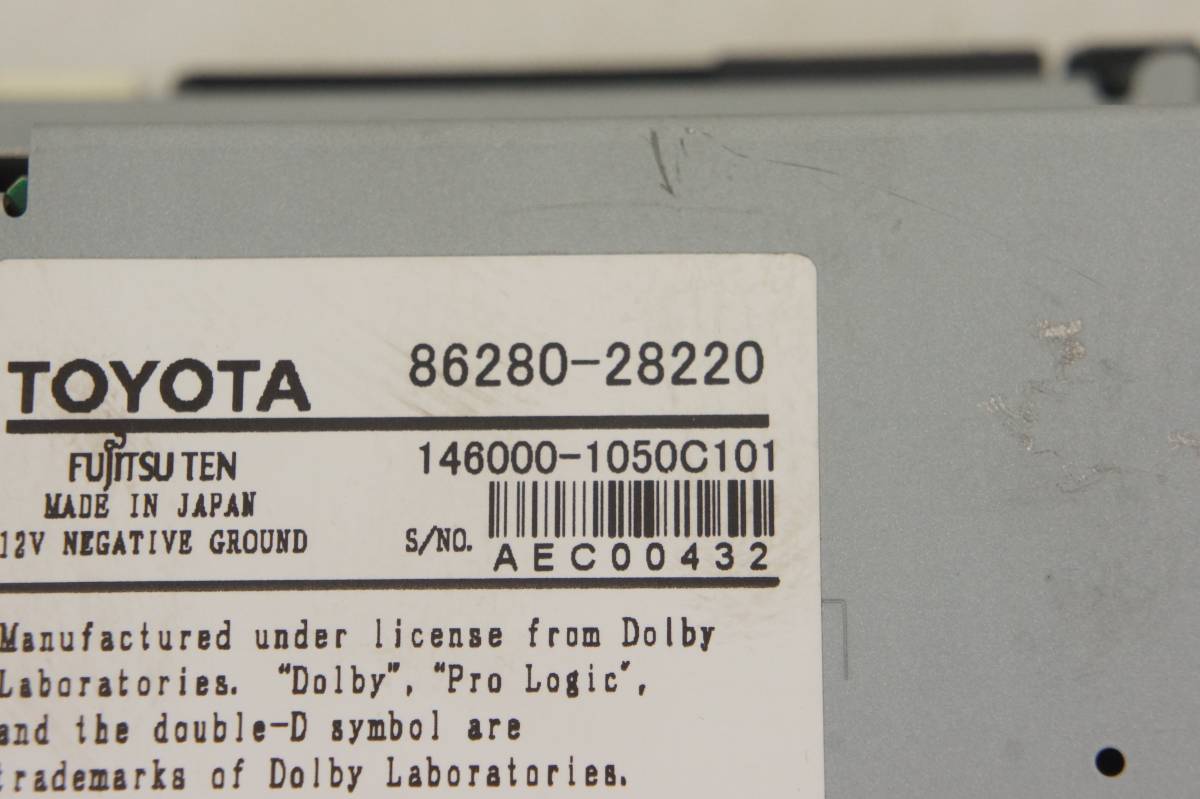 TOYOTA 86280-28220
FUJITSU TEN 146000-1050C101
MADE IN JAPAN
12V NEGATIVE GROUND S/NO. AEC00432
Manufactured under license from Dolby
Laboratories. "Dolby", "Pro Logic",
and the double-D symbol are
trademarks of Dolby Laboratories.